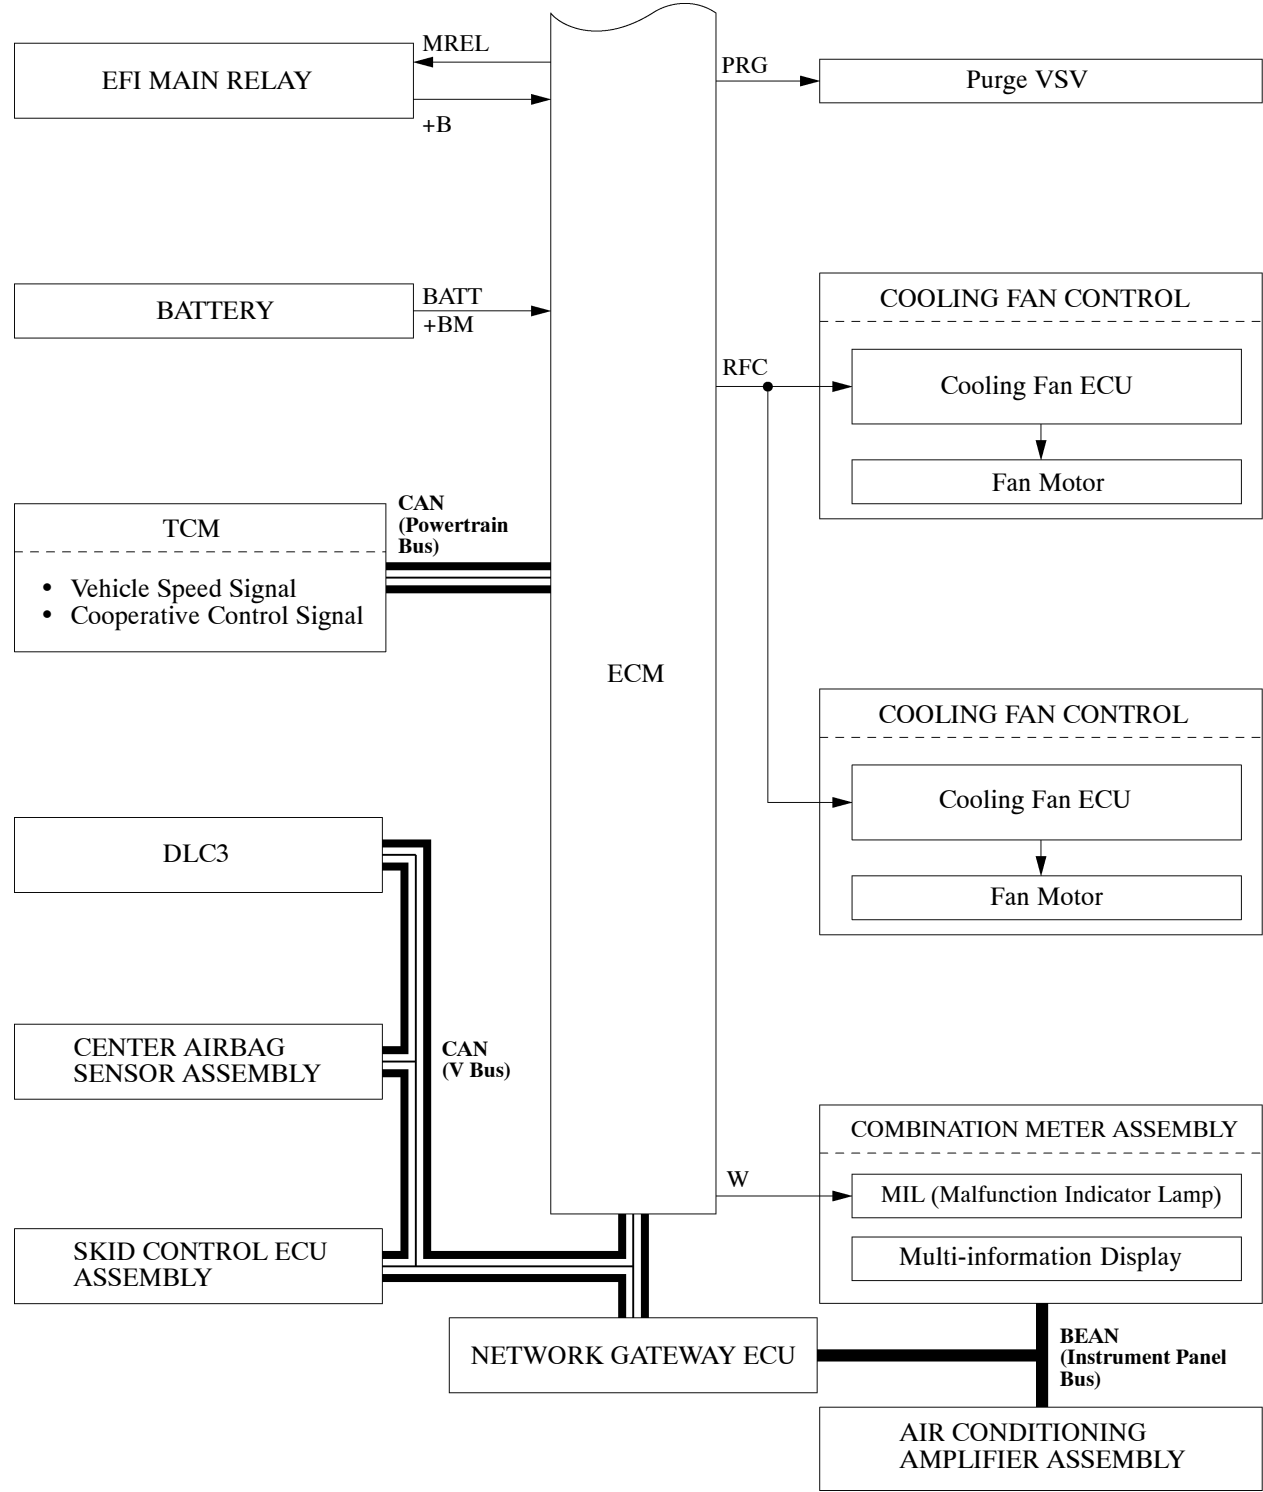 MREL
EFI MAIN RELAY
+B
PRG
Purge VSV
BATTERY
BATT
+BM
COOLING FAN CONTROL
RFC
Cooling Fan ECU
Fan Motor
TCM
• Vehicle Speed Signal
• Cooperative Control Signal
CAN
(Powertrain
Bus)
ECM
COOLING FAN CONTROL
Cooling Fan ECU
Fan Motor
DLC3
CENTER AIRBAG
SENSOR ASSEMBLY
CAN
(V Bus)
COMBINATION METER ASSEMBLY
W
MIL (Malfunction Indicator Lamp)
Multi-information Display
SKID CONTROL ECU
ASSEMBLY
NETWORK GATEWAY ECU
BEAN
(Instrument Panel
Bus)
AIR CONDITIONING
AMPLIFIER ASSEMBLY